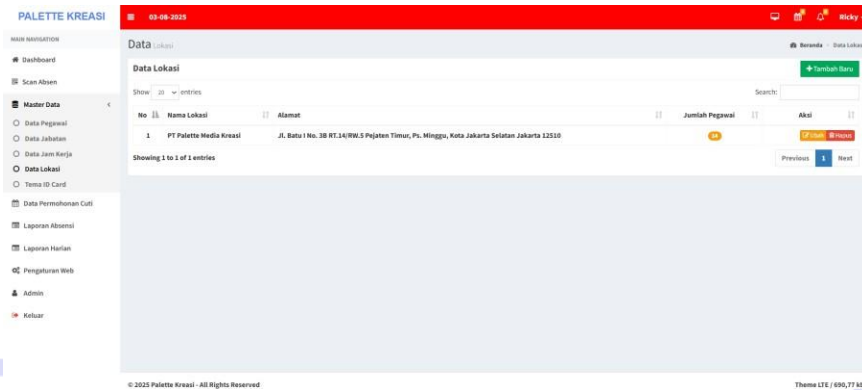 PALETTE KREASI
03-08-2025
Ricky
MAIN NAVIGATION
Dashboard
Scan Absen
Master Data
Data Pegawai
Data Jabatan
Data Jam Kerja
Data Lokasi
Tema ID Card
Data Permohonan Cuti
Laporan Absensi
Laporan Harian
Pengaturan Web
Admin
Keluar
Data Lokasi
Beranda - Data Lokasi
Data Lokasi
Tambah Baru
Show 20 entries
Search:
No Nama Lokasi Alamat Jumlah Pegawai Aksi
1 PT Palette Media Kreasi Jl. Batu I No. 3B RT.14/RW.5 Pejaten Timur, Ps. Minggu, Kota Jakarta Selatan Jakarta 12510 Ubah Hapus
Showing 1 to 1 of 1 entries
Previous 1 Next
© 2025 Palette Kreasi - All Rights Reserved
Theme LTE / 690,77